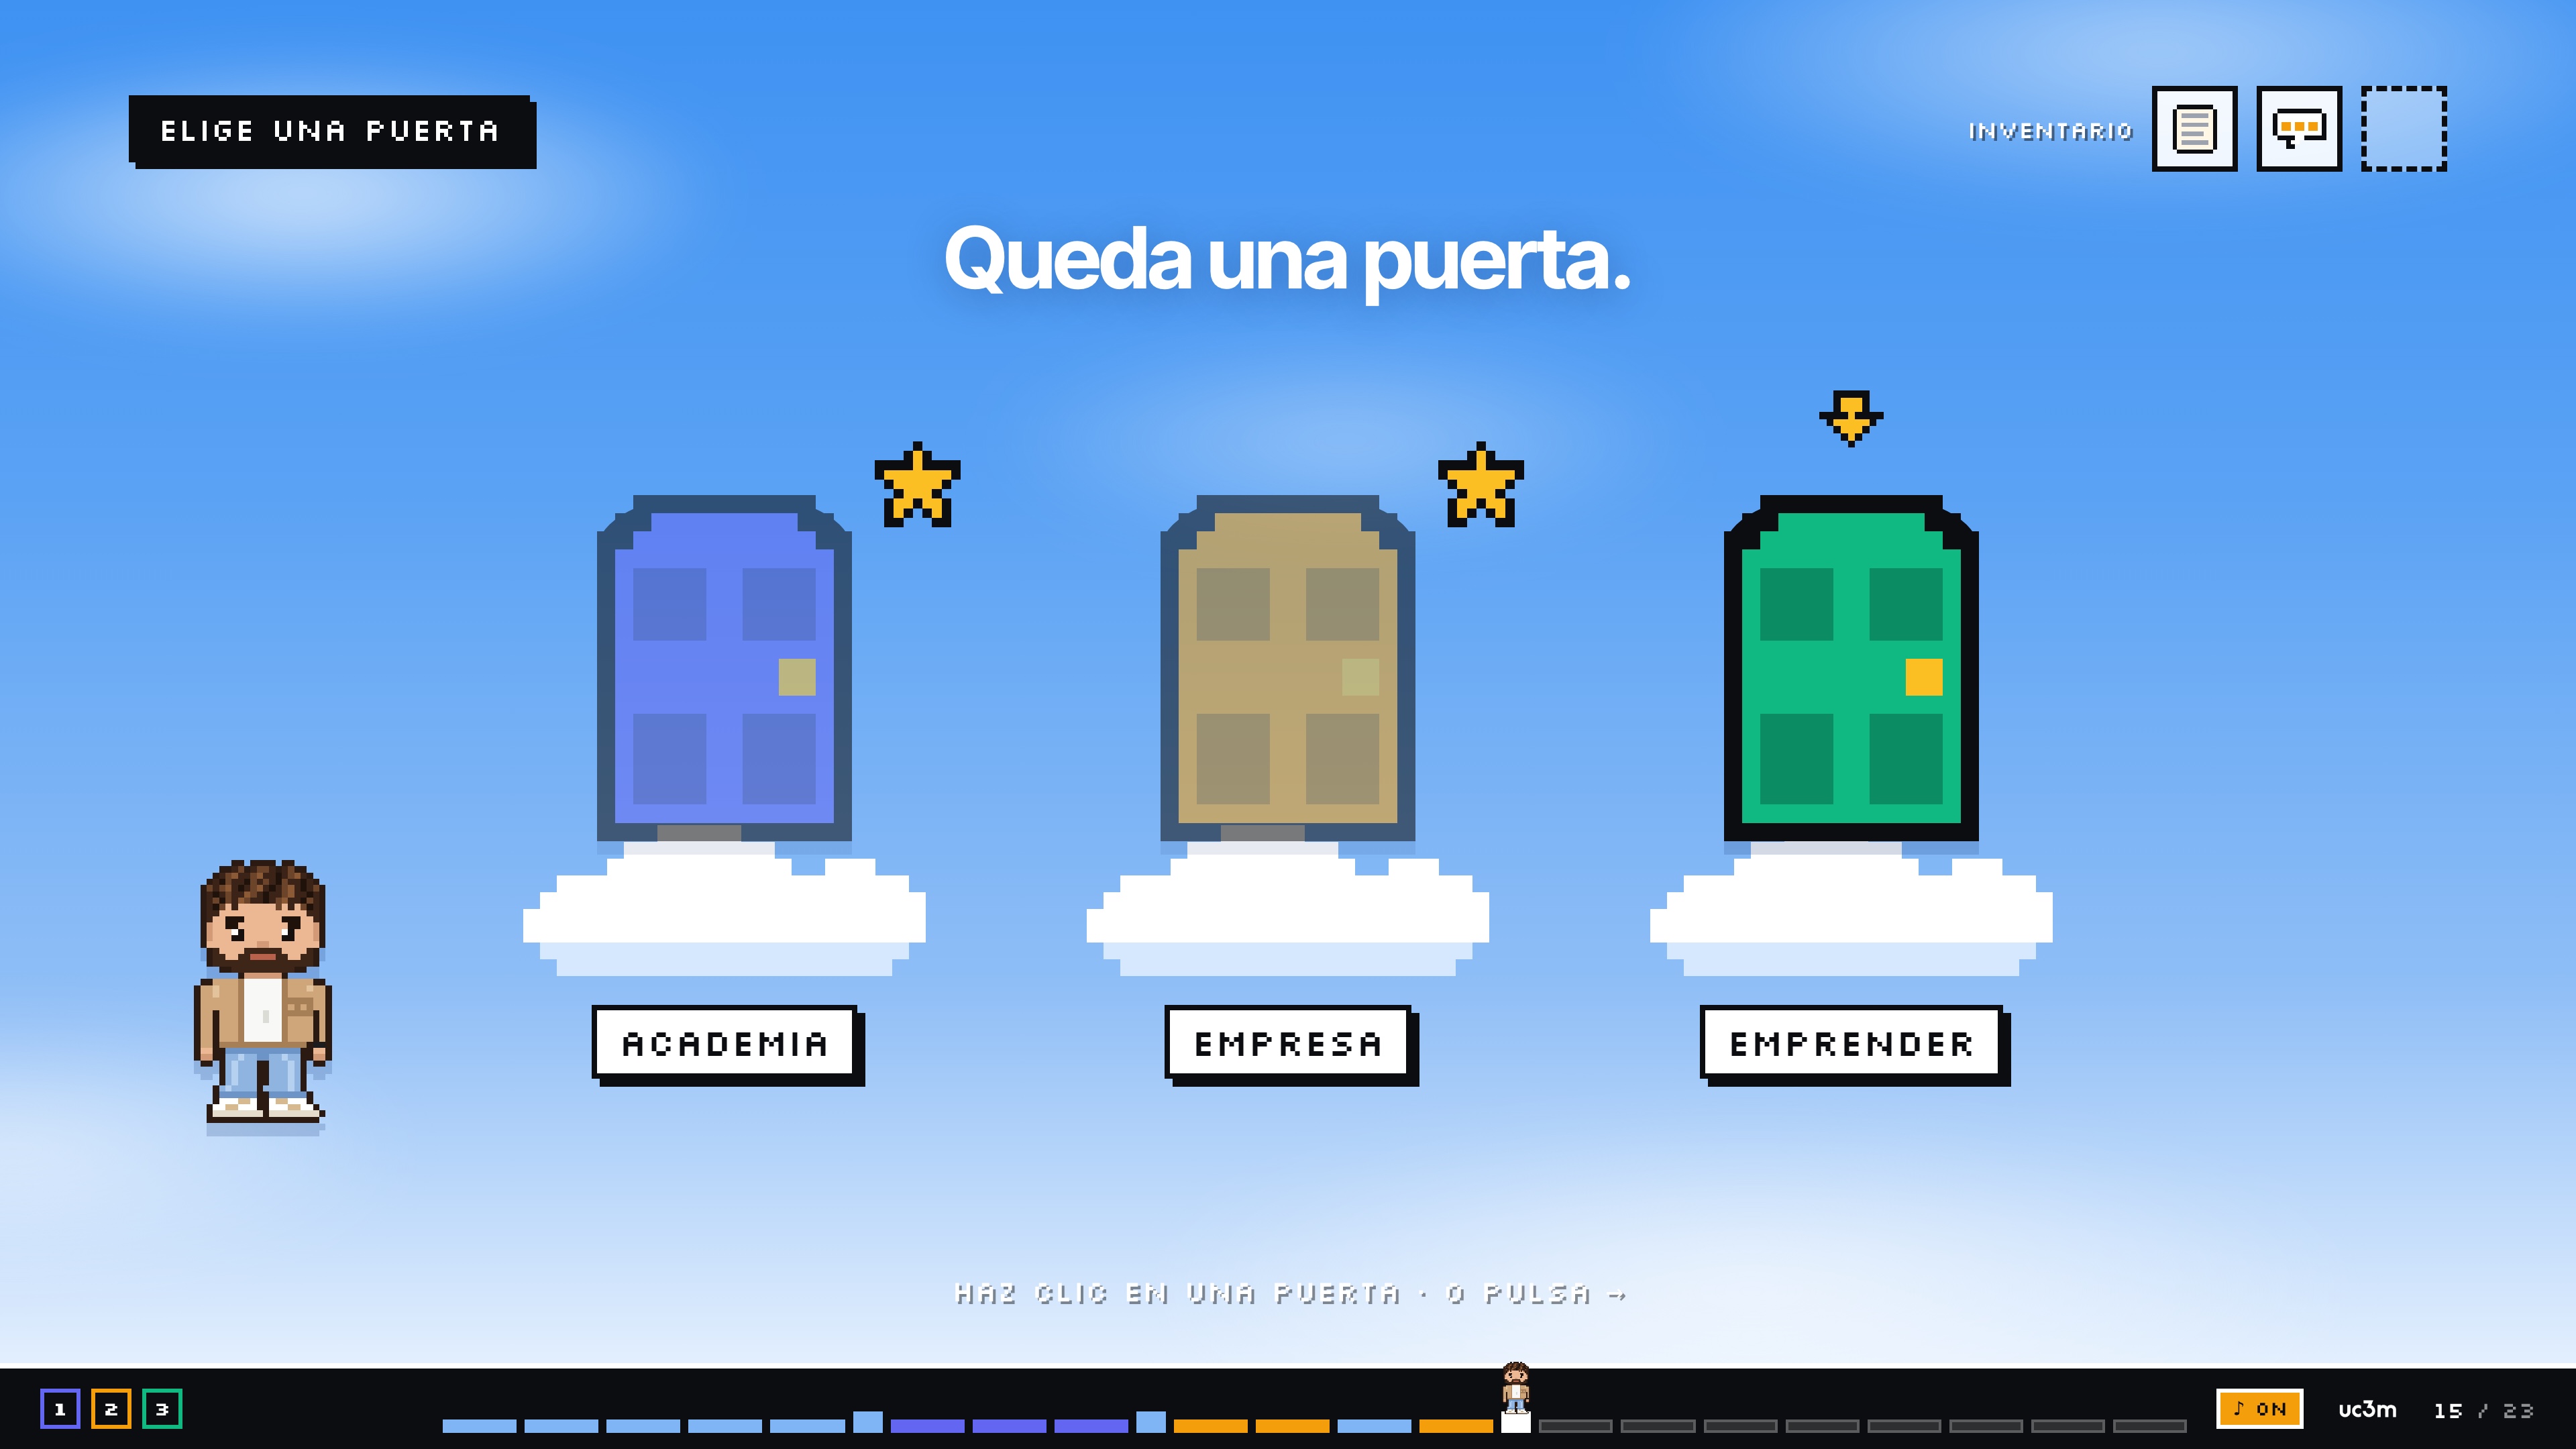 ELIGE UNA PUERTA
INVENTARIO
Queda una puerta.
ACADEMIA
EMPRESA
EMPRENDER
HAZ CLIC EN UNA PUERTA · O PULSA →
1 2 3
♪ ON
uc3m
15 / 23